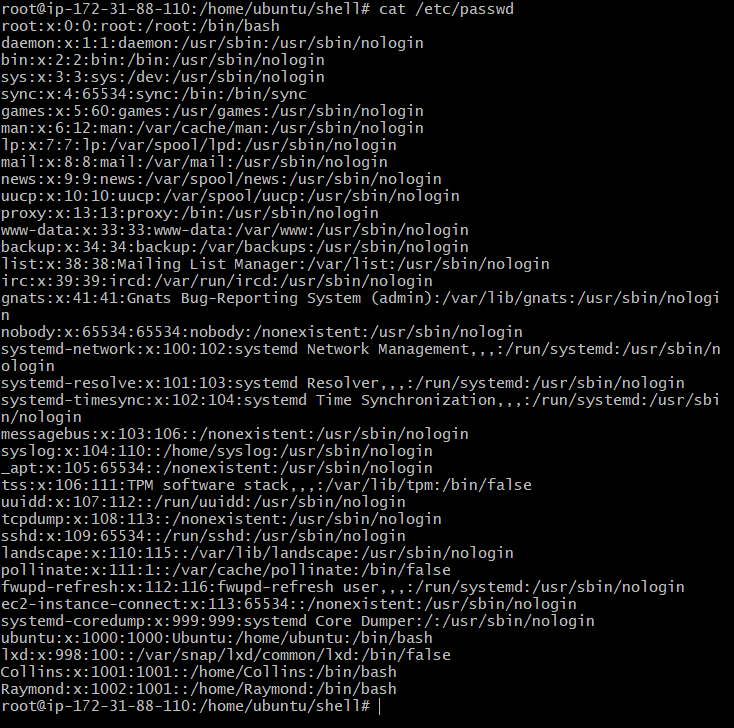 root@ip-172-31-88-110:/home/ubuntu/shell# cat /etc/passwd
root:x:0:0:root:/root:/bin/bash
daemon:x:1:1:daemon:/usr/sbin:/usr/sbin/nologin
bin:x:2:2:bin:/bin:/usr/sbin/nologin
sys:x:3:3:sys:/dev:/usr/sbin/nologin
sync:x:4:65534:sync:/bin:/bin/sync
games:x:5:60:games:/usr/games:/usr/sbin/nologin
man:x:6:12:man:/var/cache/man:/usr/sbin/nologin
lp:x:7:7:lp:/var/spool/lpd:/usr/sbin/nologin
mail:x:8:8:mail:/var/mail:/usr/sbin/nologin
news:x:9:9:news:/var/spool/news:/usr/sbin/nologin
uucp:x:10:10:uucp:/var/spool/uucp:/usr/sbin/nologin
proxy:x:13:13:proxy:/bin:/usr/sbin/nologin
www-data:x:33:33:www-data:/var/www:/usr/sbin/nologin
backup:x:34:34:backup:/var/backups:/usr/sbin/nologin
list:x:38:38:Mailing List Manager:/var/list:/usr/sbin/nologin
irc:x:39:39:ircd:/var/run/ircd:/usr/sbin/nologin
gnats:x:41:41:Gnats Bug-Reporting System (admin):/var/lib/gnats:/usr/sbin/nologi
n
nobody:x:65534:65534:nobody:/nonexistent:/usr/sbin/nologin
systemd-network:x:100:102:systemd Network Management,,,:/run/systemd:/usr/sbin/n
ologin
systemd-resolve:x:101:103:systemd Resolver,,,:/run/systemd:/usr/sbin/nologin
systemd-timesync:x:102:104:systemd Time Synchronization,,,:/run/systemd:/usr/sbi
n/nologin
messagebus:x:103:106::/nonexistent:/usr/sbin/nologin
syslog:x:104:110::/home/syslog:/usr/sbin/nologin
_apt:x:105:65534::/nonexistent:/usr/sbin/nologin
tss:x:106:111:TPM software stack,,,:/var/lib/tpm:/bin/false
uuidd:x:107:112::/run/uuidd:/usr/sbin/nologin
tcpdump:x:108:113::/nonexistent:/usr/sbin/nologin
sshd:x:109:65534::/run/sshd:/usr/sbin/nologin
landscape:x:110:115::/var/lib/landscape:/usr/sbin/nologin
pollinate:x:111:1::/var/cache/pollinate:/bin/false
fwupd-refresh:x:112:116:fwupd-refresh user,,,:/run/systemd:/usr/sbin/nologin
ec2-instance-connect:x:113:65534::/nonexistent:/usr/sbin/nologin
systemd-coredump:x:999:999:systemd Core Dumper:/:/usr/sbin/nologin
ubuntu:x:1000:1000:Ubuntu:/home/ubuntu:/bin/bash
lxd:x:998:100::/var/snap/lxd/common/lxd:/bin/false
Collins:x:1001:1001::/home/Collins:/bin/bash
Raymond:x:1002:1001::/home/Raymond:/bin/bash
root@ip-172-31-88-110:/home/ubuntu/shell#